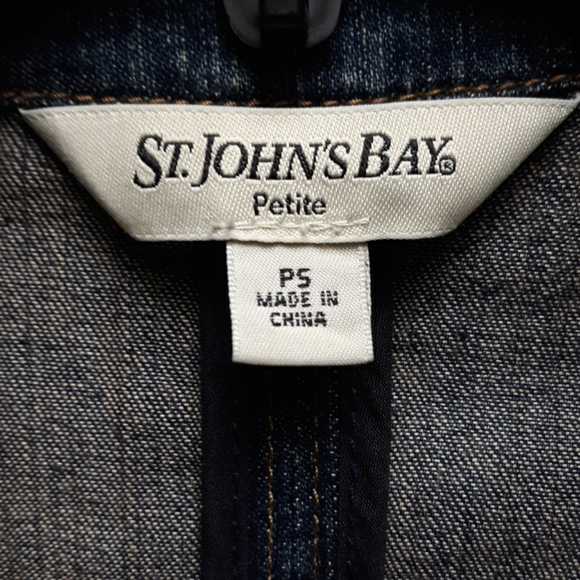 ST. JOHN'S BAY®
Petite
PS
MADE IN
CHINA